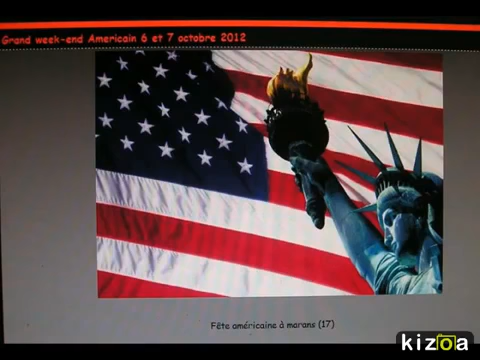 Grand week-end Americain 6 et 7 octobre 2012
Fête américaine à marans (17)
kizoa